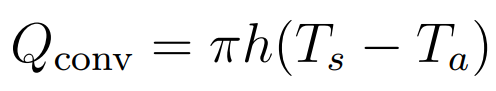 Q_conv = πh(T_s − T_a)